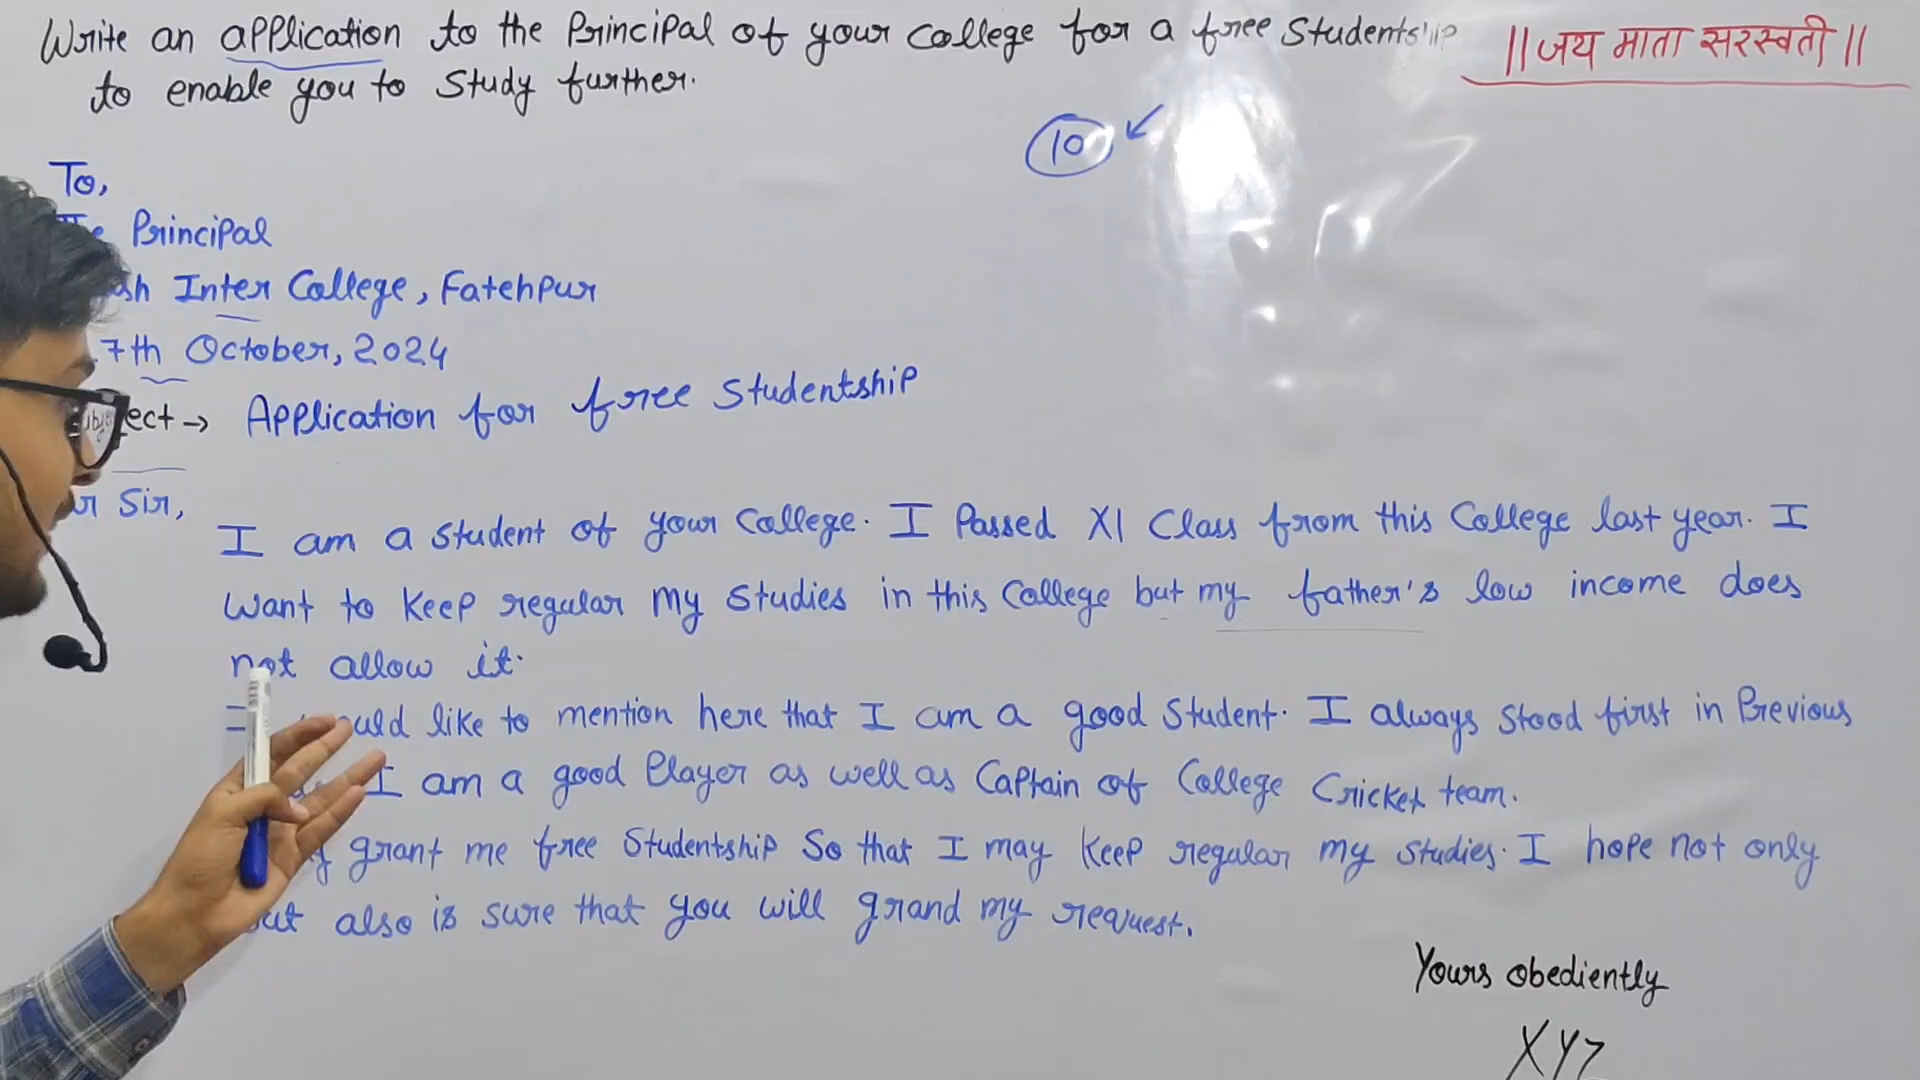 Write an application to the Principal of your College for a free Studentship
to enable you to Study further.
||जय माता सरस्वती||
10
To,
Principal
Inter College, Fatehpur
7th October, 2024
Subject → Application for free Studentship
Sir,
I am a student of your College. I Passed XI Class from this College last year. I
want to Keep regular my Studies in this College but my father's low income does
not allow it.
like to mention here that I am a good Student. I always Stood first in Previous
I am a good Player as well as Captain of College Cricket team.
grant me free Studentship So that I may Keep regular my Studies. I hope not only
but also is sure that you will grand my request.
Yours obediently
XYZ